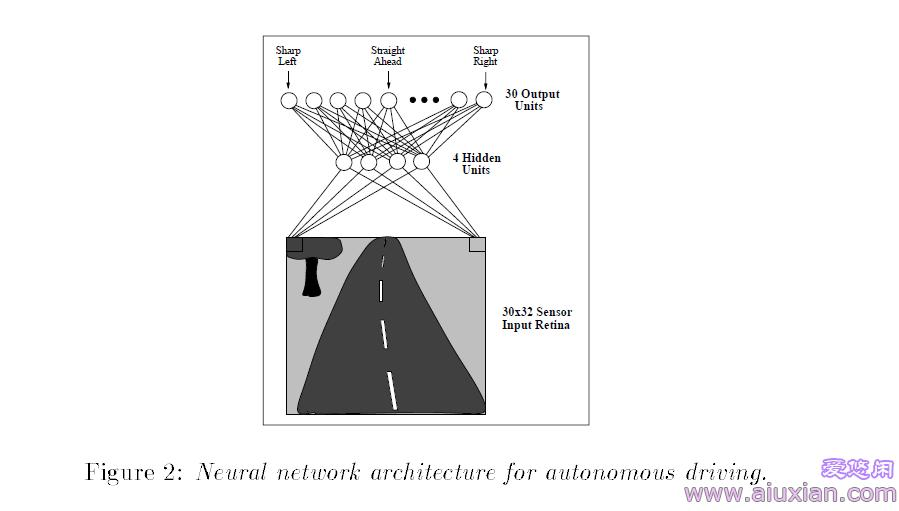 Sharp
Left
Straight
Ahead
Sharp
Right
30 Output
Units
4 Hidden
Units
30x32 Sensor
Input Retina
Figure 2: Neural network architecture for autonomous driving.
爱悠闲
www.aiuxian.com